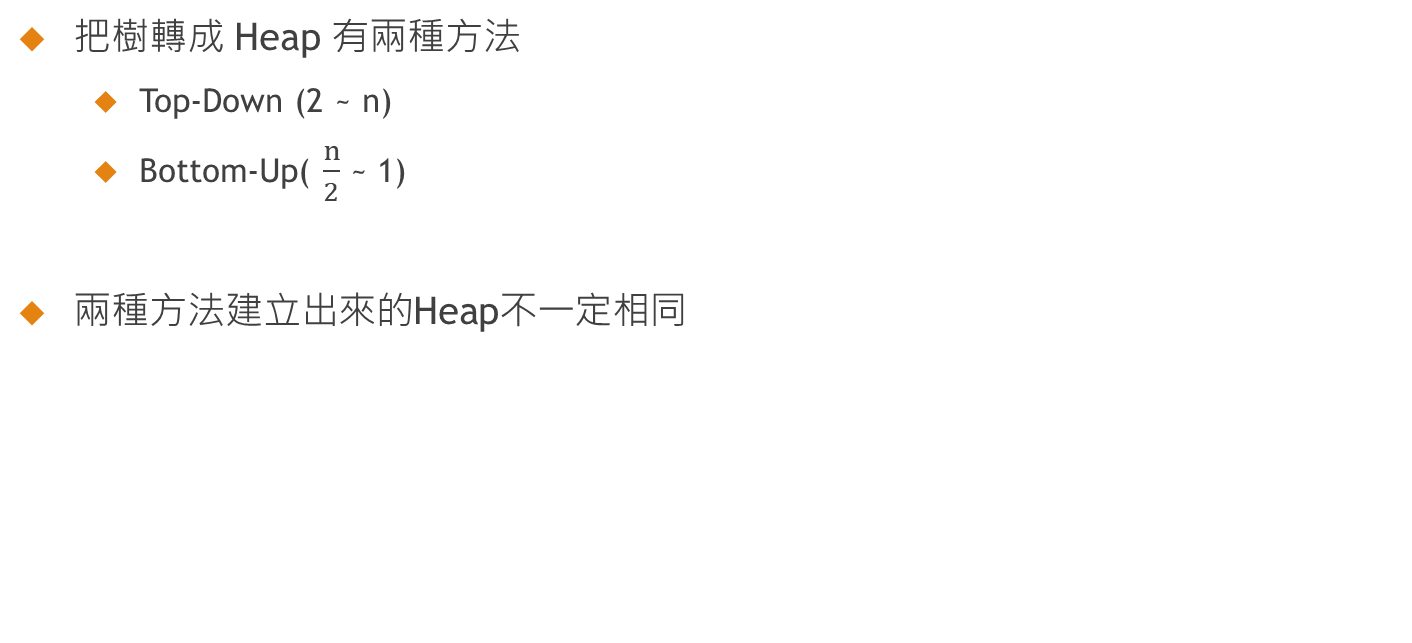 把樹轉成 Heap 有兩種方法
Top-Down (2 ~ n)
Bottom-Up( n/2 ~ 1)
兩種方法建立出來的Heap不一定相同